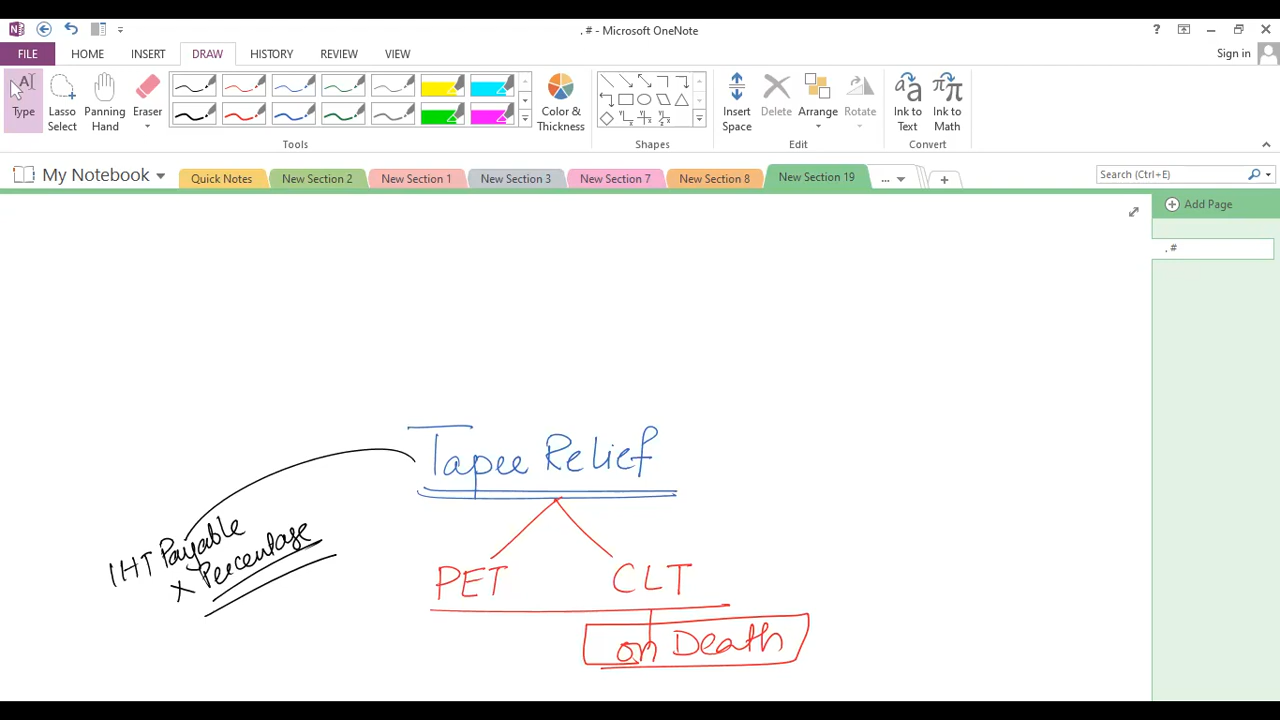 . # - Microsoft OneNote
?
Sign in
FILE HOME INSERT DRAW HISTORY REVIEW VIEW
Type
Lasso Select
Panning Hand
Eraser
Color & Thickness
Insert Space
Delete
Arrange
Rotate
Ink to Text
Ink to Math
Tools
Shapes
Edit
Convert
My Notebook
Quick Notes
New Section 2
New Section 1
New Section 3
New Section 7
New Section 8
New Section 19
...
Search (Ctrl+E)
Add Page
. #
Taper Relief
IHT Payable
x Percentage
PET CLT
on Death